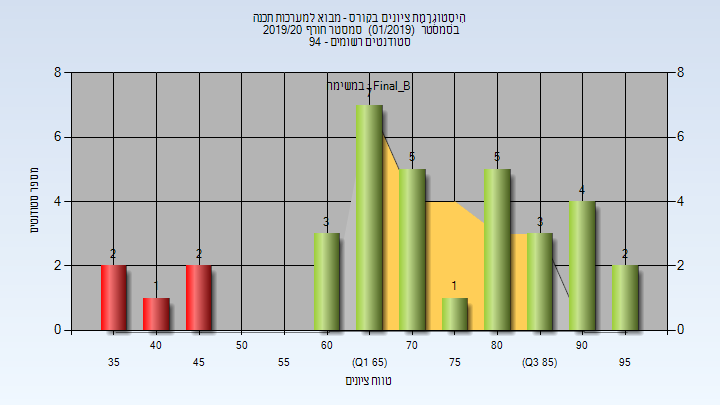 הִיסְטוֹגְרָמַת ציונים בקורס - מבוא למערכות תכנה
בסמסטר (01/2019) סמסטר חורף 2019/20
סטודנטים רשומים - 94
במשימה: Final_B
8 8
6 6
4 4
2 2
0 0
מספר סטודנטים
2 1 2 3 7 5 1 5 3 4 2
40 50 60 70 80 90
35 45 55 (Q1 65) 75 (Q3 85) 95
טווח ציונים